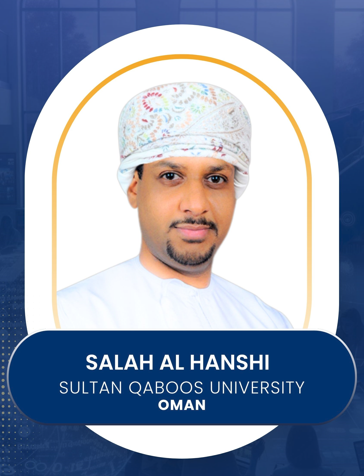 SALAH AL HANSHI
SULTAN QABOOS UNIVERSITY
OMAN